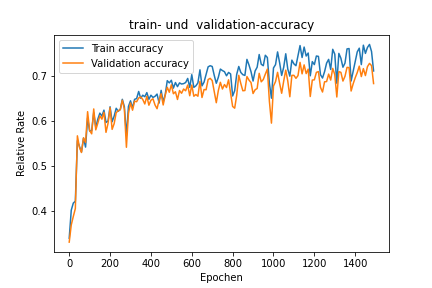 train- und  validation-accuracy
Train accuracy
Validation accuracy
Relative Rate
0.7
0.6
0.5
0.4
0 200 400 600 800 1000 1200 1400
Epochen